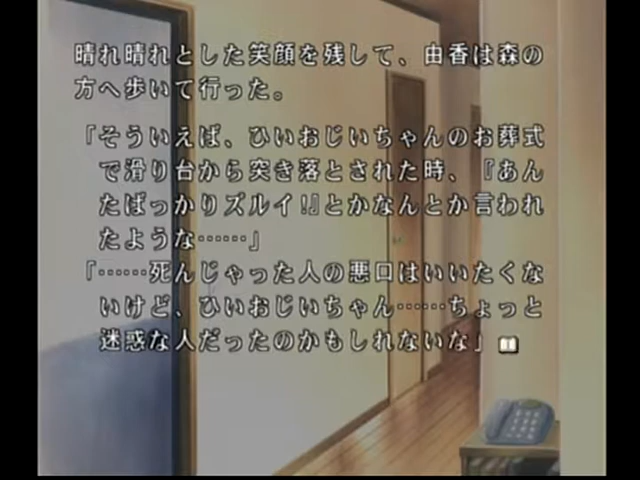 晴れ晴れとした笑顔を残して、由香は森の
方へ歩いて行った。
「そういえば、ひいおじいちゃんのお葬式
で滑り台から突き落とされた時、『あん
たばっかりズルイ!!』とかなんとか言われ
たような……」
「……死んじゃった人の悪口はいいたくな
いけど、ひいおじいちゃん……ちょっと
迷惑な人だったのかもしれないな」